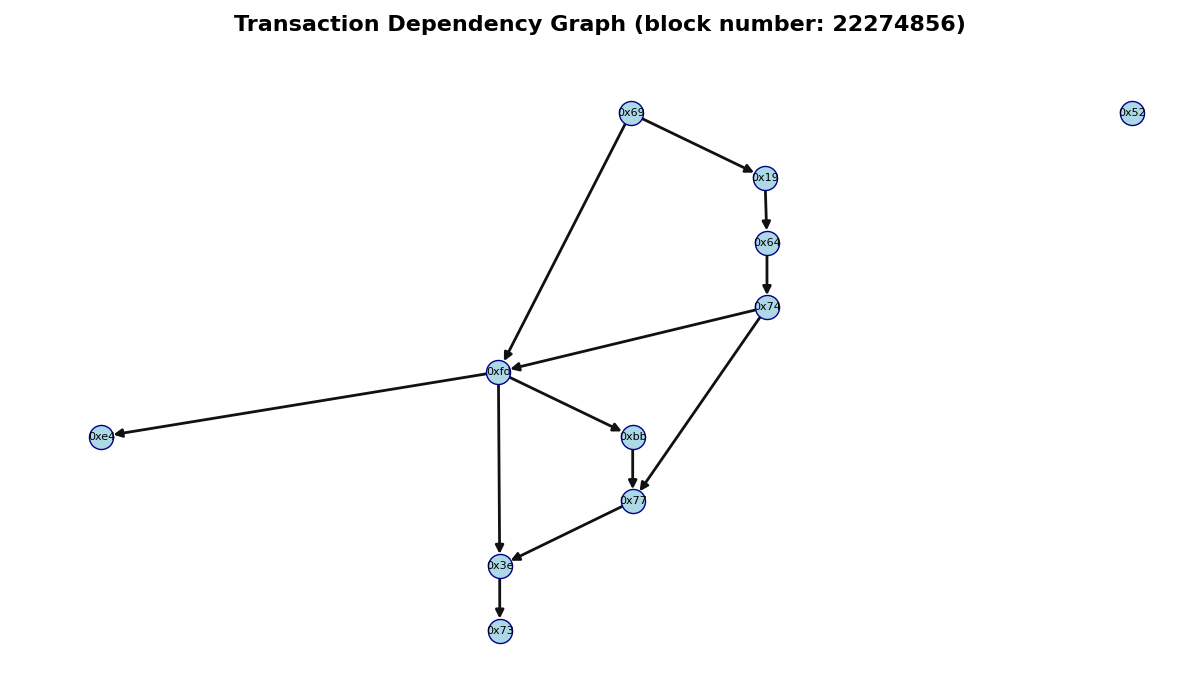 Transaction Dependency Graph (block number: 22274856)
0x69
0x52
0x19
0x64
0x74
0xfd
0xe4
0xbb
0x77
0x3e
0x73